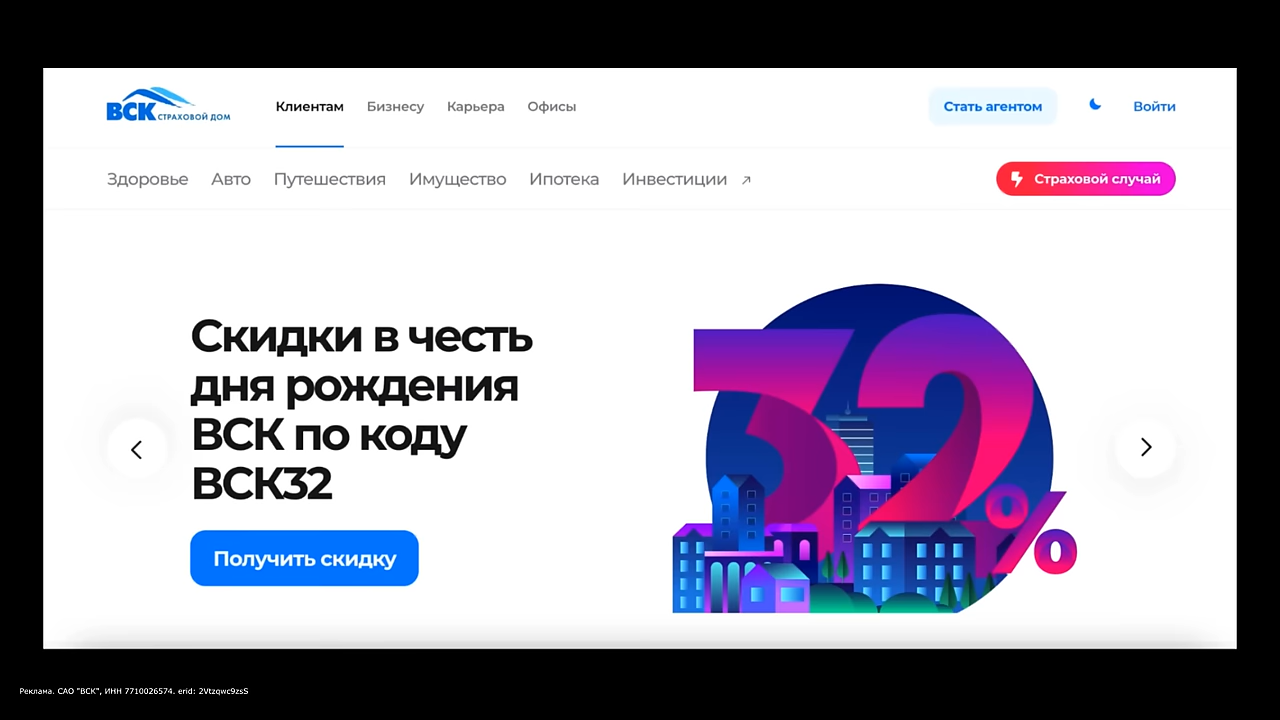 ВСК СТРАХОВОЙ ДОМ
Клиентам Бизнесу Карьера Офисы
Стать агентом
Войти
Здоровье Авто Путешествия Имущество Ипотека Инвестиции ↗
Страховой случай
Скидки в честь
дня рождения
ВСК по коду
ВСК32
Получить скидку
32%
Реклама. САО "ВСК", ИНН 7710026574. erid: 2Vtzqwc9zsS